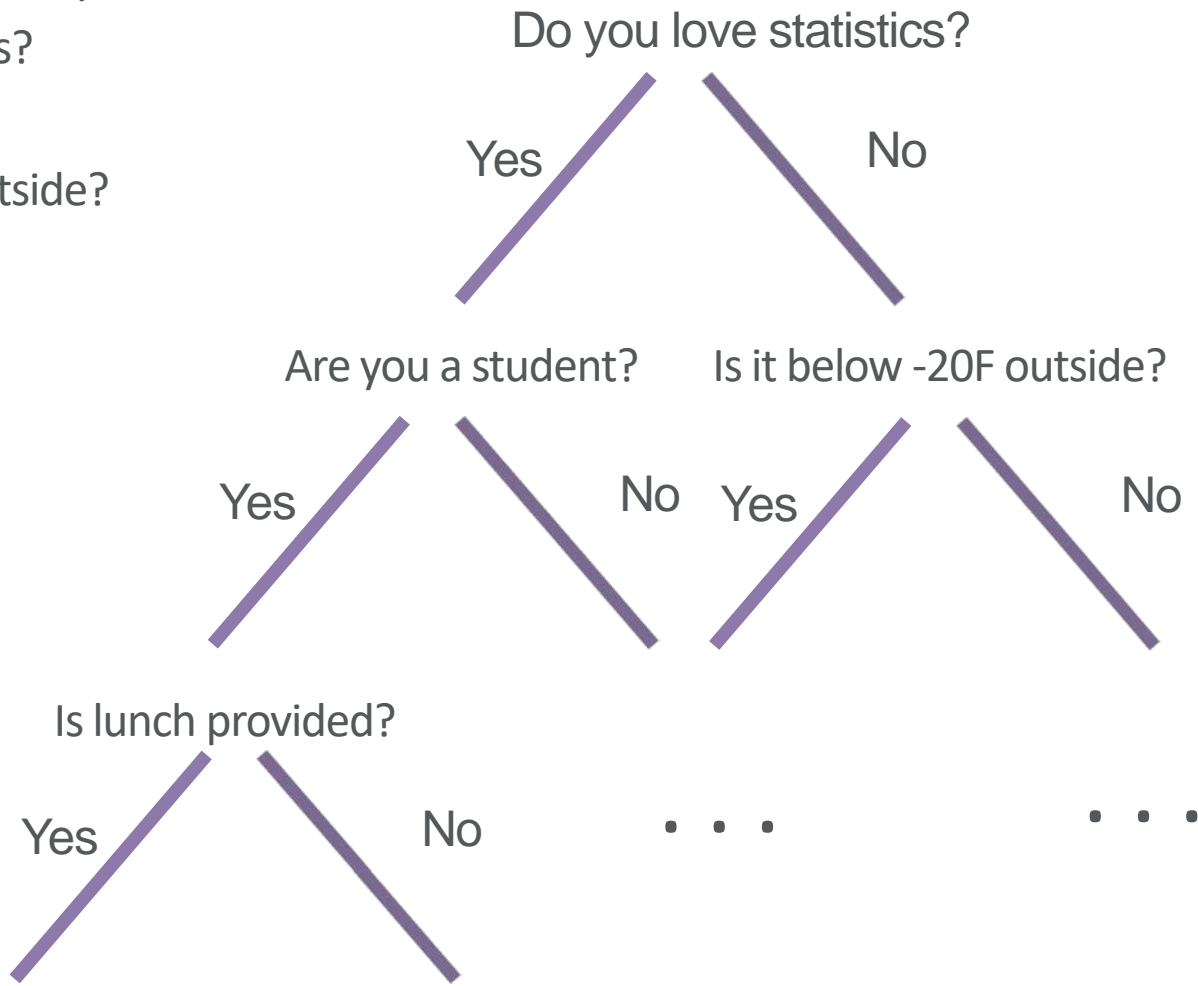 s?
Do you love statistics?
Yes
No
tside?
Are you a student?
Is it below -20F outside?
Yes
No
Yes
No
Is lunch provided?
Yes
No
. . .
. . .